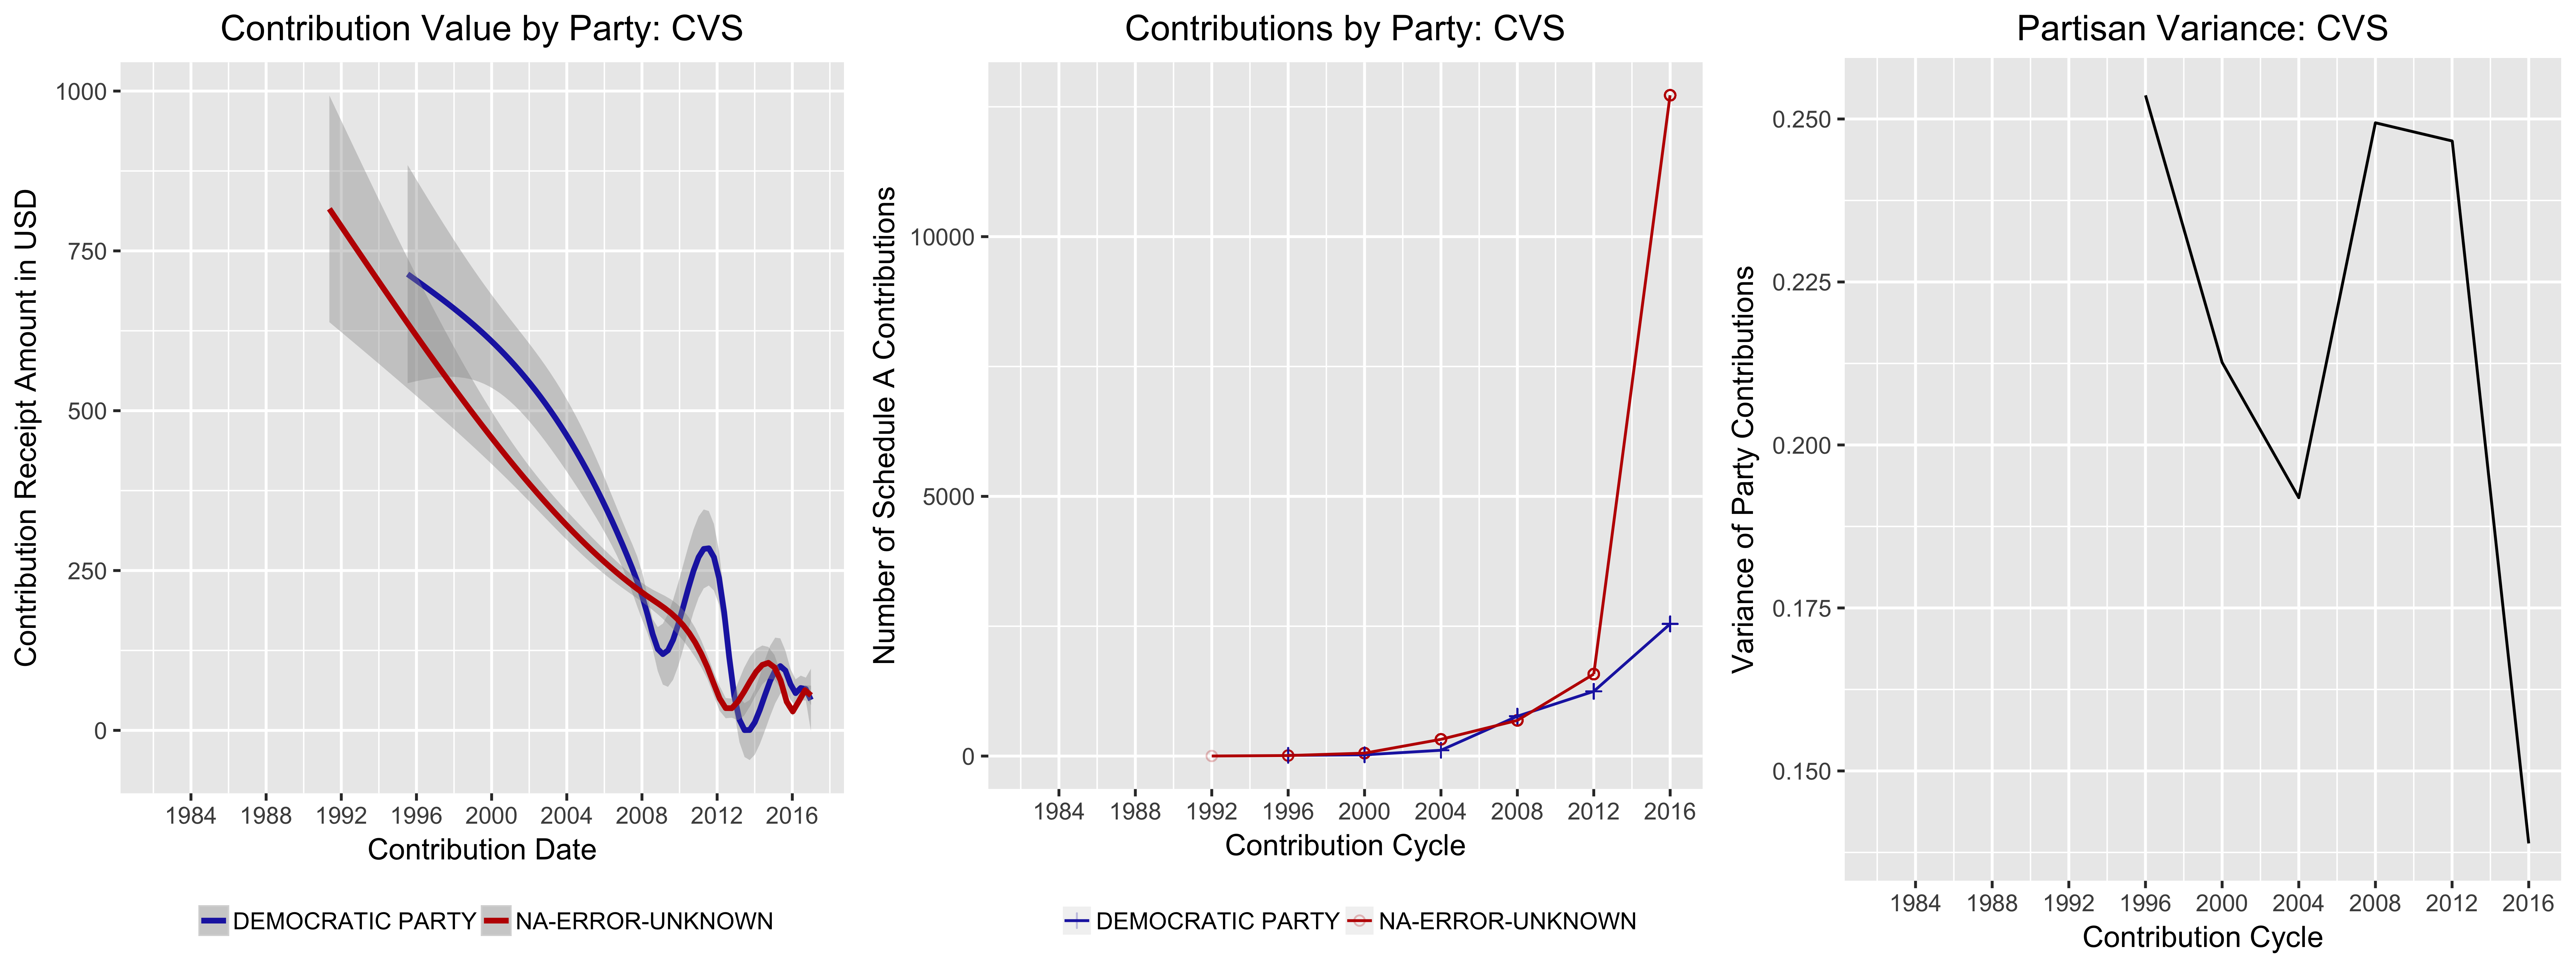 Contribution Value by Party: CVS
Contribution Receipt Amount in USD
1000
750
500
250
0
1984 1988 1992 1996 2000 2004 2008 2012 2016
Contribution Date
DEMOCRATIC PARTY NA-ERROR-UNKNOWN
Contributions by Party: CVS
Number of Schedule A Contributions
10000
5000
0
1984 1988 1992 1996 2000 2004 2008 2012 2016
Contribution Cycle
DEMOCRATIC PARTY NA-ERROR-UNKNOWN
Partisan Variance: CVS
Variance of Party Contributions
0.250
0.225
0.200
0.175
0.150
1984 1988 1992 1996 2000 2004 2008 2012 2016
Contribution Cycle